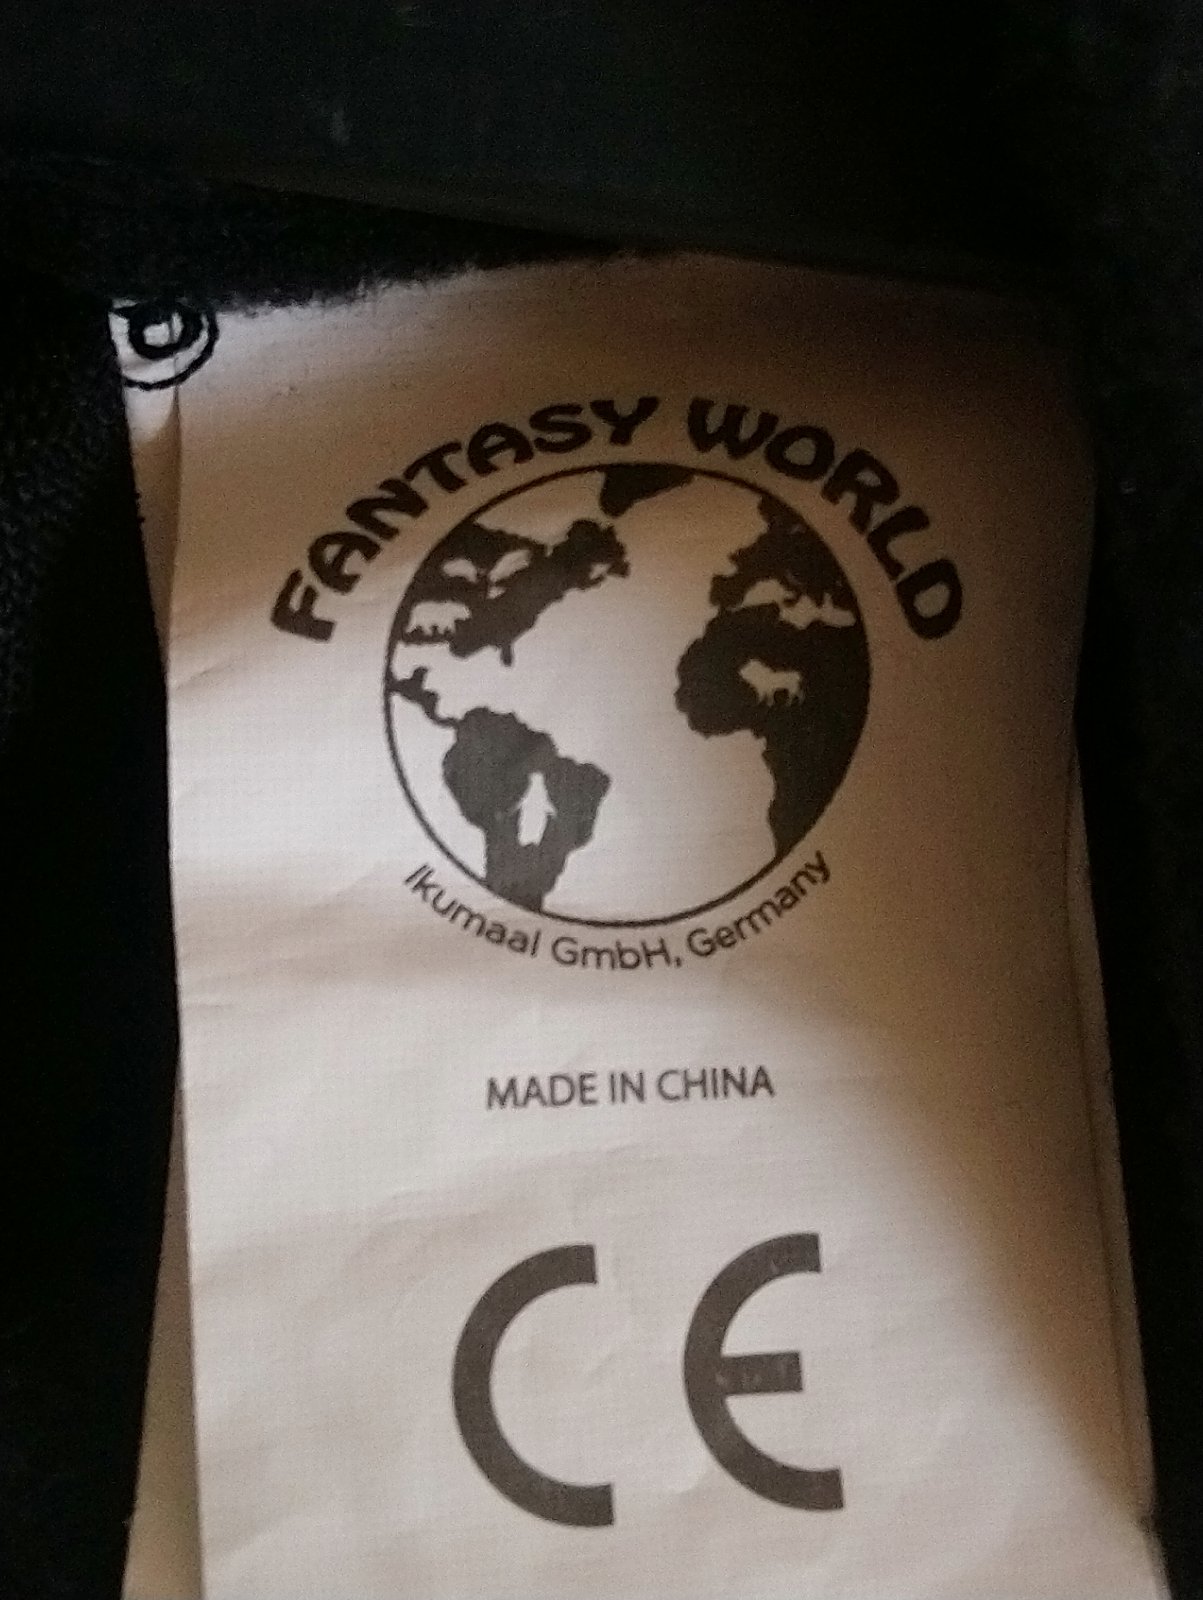 FANTASY WORLD
Ikumaal GmbH, Germany
MADE IN CHINA
CE